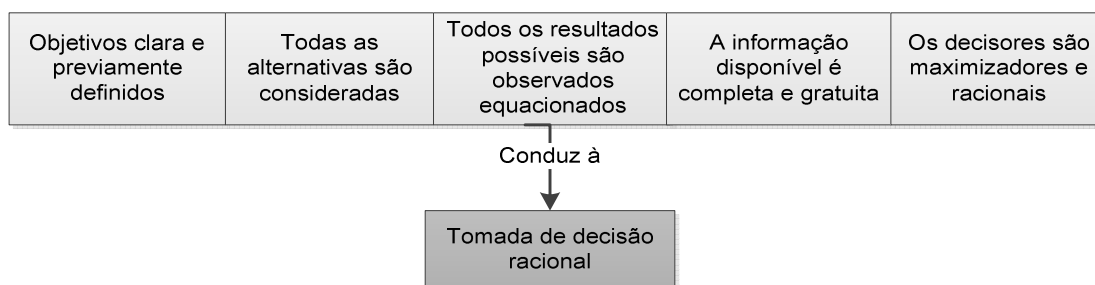 Objetivos clara e
previamente
definidos
Todas as
alternativas são
consideradas
Todos os resultados
possíveis são
observados
equacionados
A informação
disponível é
completa e gratuita
Os decisores são
maximizadores e
racionais
Conduz à
Tomada de decisão
racional